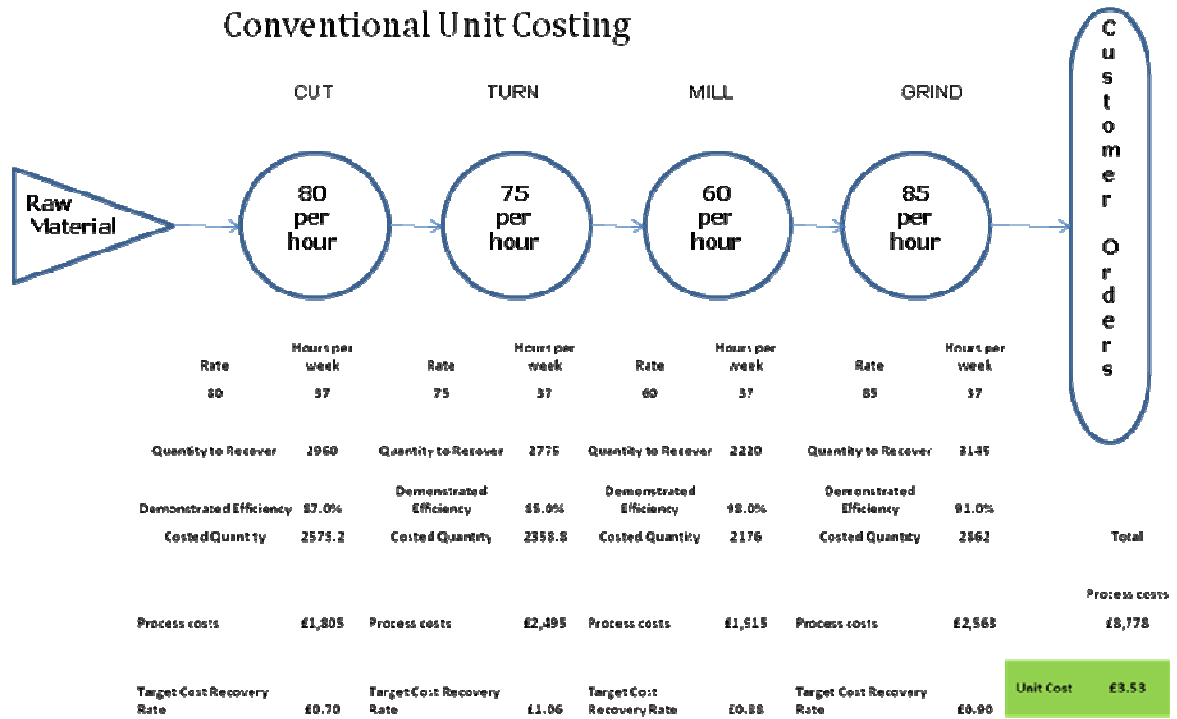 Conventional Unit Costing
CUT TURN MILL GRIND
Raw
Material
80
per
hour
75
per
hour
60
per
hour
85
per
hour
Customer Orders
Hours per Hours per Hours per Hours per
Rate week Rate week Rate week Rate week
80 37 75 37 60 37 85 37
Quantity to Recover 2960 Quantity to Recover 2775 Quantity to Recover 2220 Quantity to Recover 3145
Demonstrated Demonstrated Demonstrated
Demonstrated Efficiency 87.0% Efficiency 85.0% Efficiency 98.0% Efficiency 91.0%
Costed Quantity 2575.2 Costed Quantity 2358.8 Costed Quantity 2176 Costed Quantity 2862 Total
Process costs
Process costs £1,805 Process costs £2,495 Process costs £1,915 Process costs £2,563 £8,778
Unit Cost £3.53
Target Cost Recovery Target Cost Recovery Target Cost Target Cost Recovery
Rate £0.70 Rate £1.06 Recovery Rate £0.88 Rate £0.90